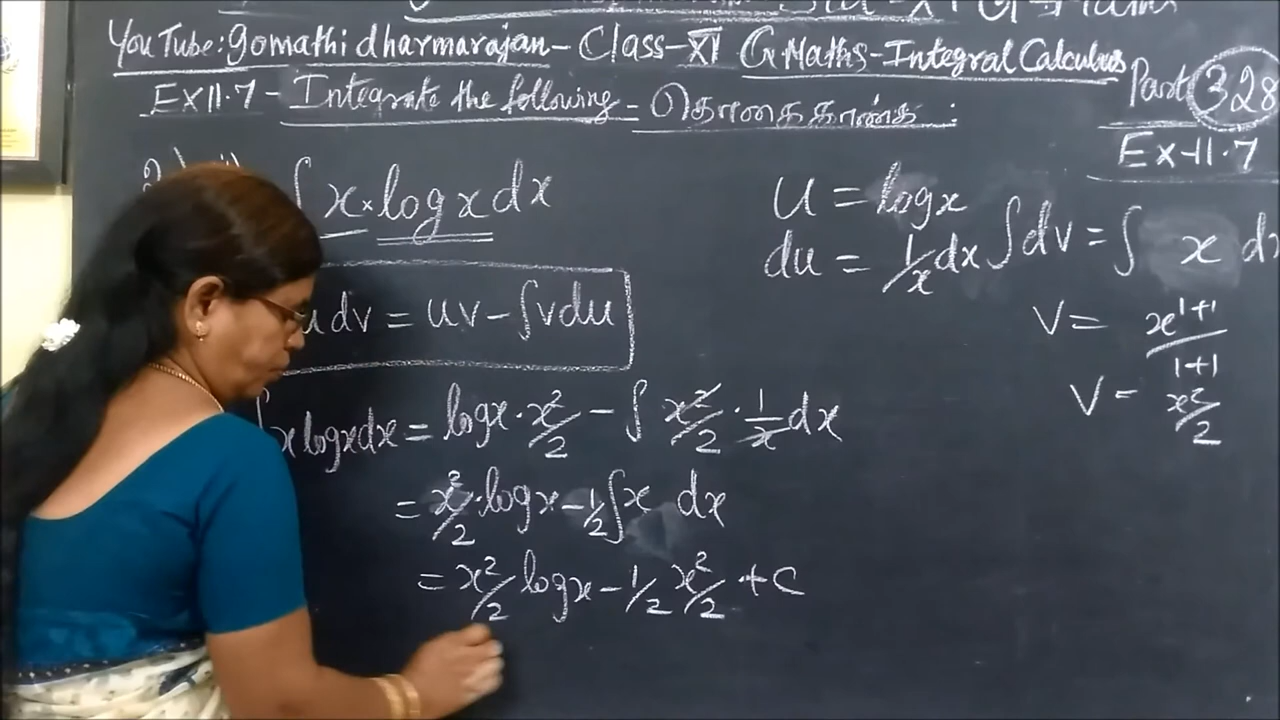 YouTube: gomathi dharmarajan - Class - XI G Maths - Integral Calculus
Part 328
Ex 11.7 - Integrate the following - தொகைகாண்க :
Ex-11.7
∫ x × log x dx
u = log x
du = 1/x dx
∫dv = ∫ x dx
u dv = uv - ∫v du
V = x^(1+1)/(1+1)
V = x²/2
∫x log x dx = log x · x²/2 - ∫ x²/2 · 1/x dx
= x²/2 · log x - 1/2 ∫x dx
= x²/2 log x - 1/2 x²/2 + C